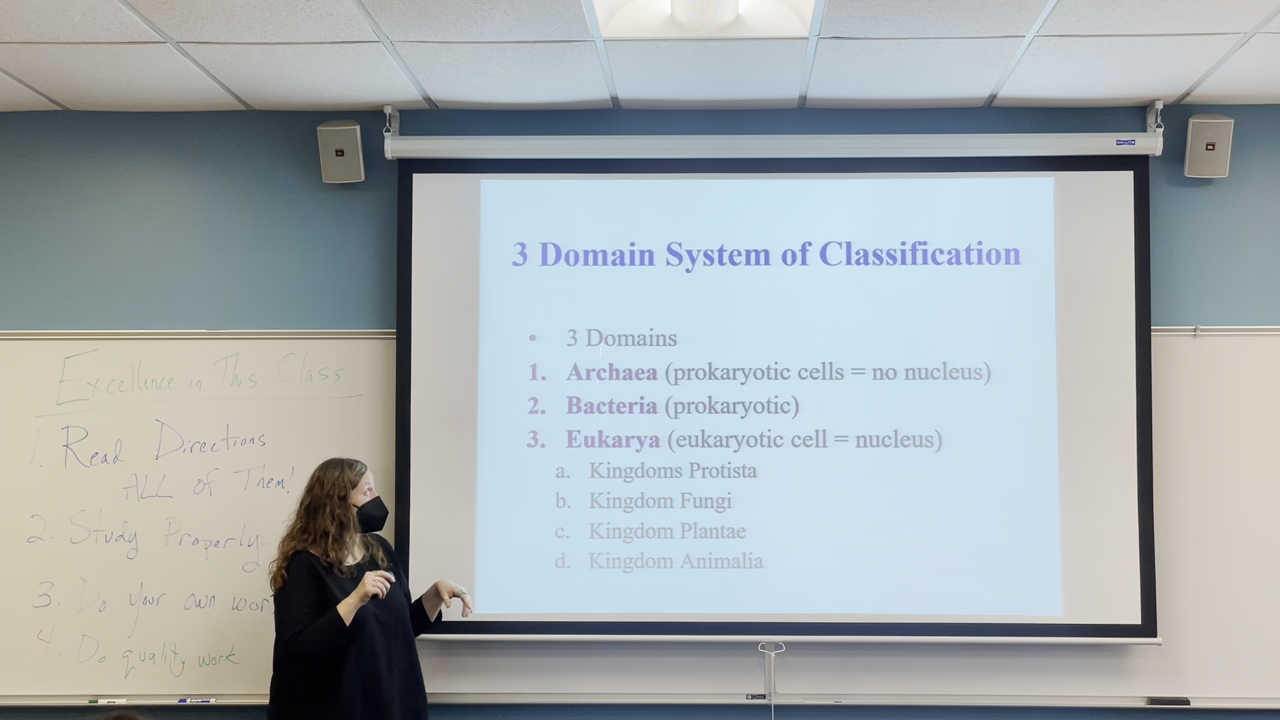 3 Domain System of Classification
• 3 Domains
1. Archaea (prokaryotic cells = no nucleus)
2. Bacteria (prokaryotic)
3. Eukarya (eukaryotic cell = nucleus)
a. Kingdoms Protista
b. Kingdom Fungi
c. Kingdom Plantae
d. Kingdom Animalia
Excellence in This Class
1. Read Directions
ALL of Them!
2. Study Properly
3. Do your own wor
4 Do quality work